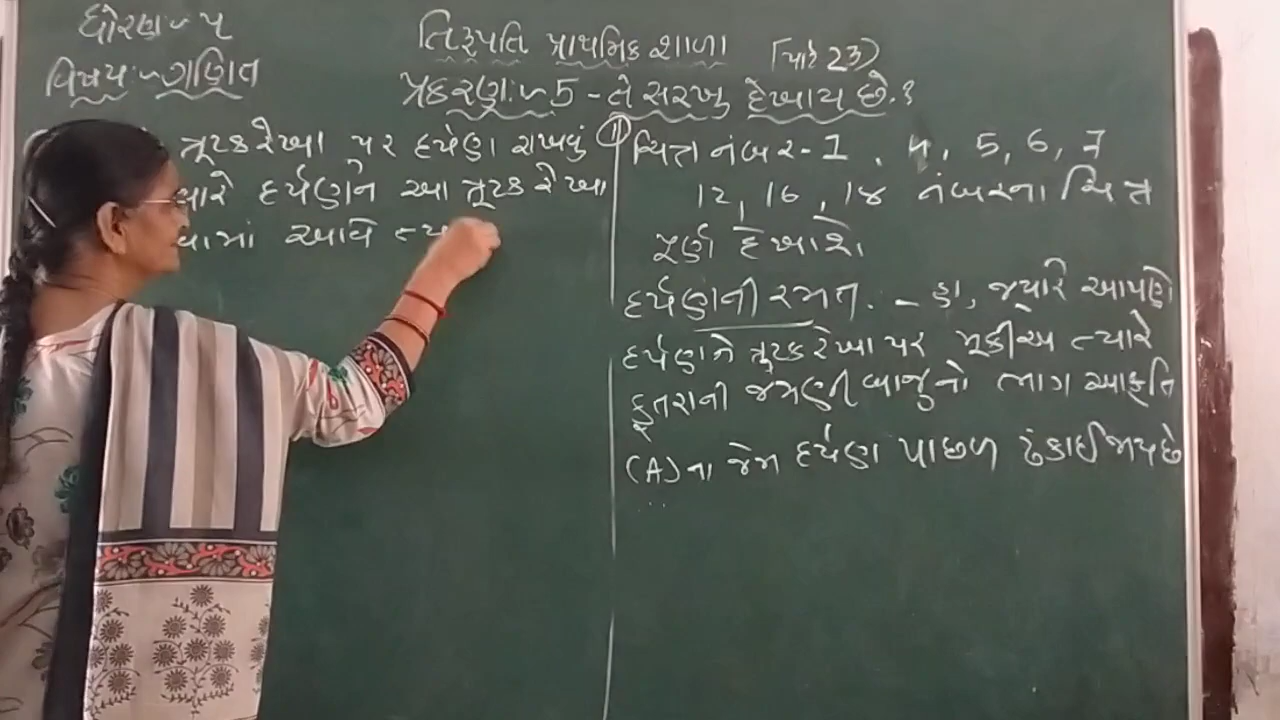 ધોરણ:- ૫
વિષય:- ગણિત
તિરૂપતિ પ્રાથમિક શાળા (પાર્ટ 23)
પ્રકરણ:- 5 - તે સરખુ દેખાય છે.?
ત્રૂટક રેખા પર દર્પણ રાખવું
દર્પણને આ ત્રૂટક રેખા
વામાં આવે ત્યા
(11) ચિત્ર નંબર - 1, 4, 5, 6, 7
12, 16, 18 નંબરના ચિત્ર
પૂર્ણ દેખાશે.
દર્પણની રમત. - હા, જ્યારે આપણે
દર્પણને ત્રૂટક રેખા પર મૂકીએ ત્યારે
કૂતરાની જમણી બાજુનો ભાગ આકૃતિ
(A) ના જેમ દર્પણ પાછળ ઢંકાઈ જાય છે